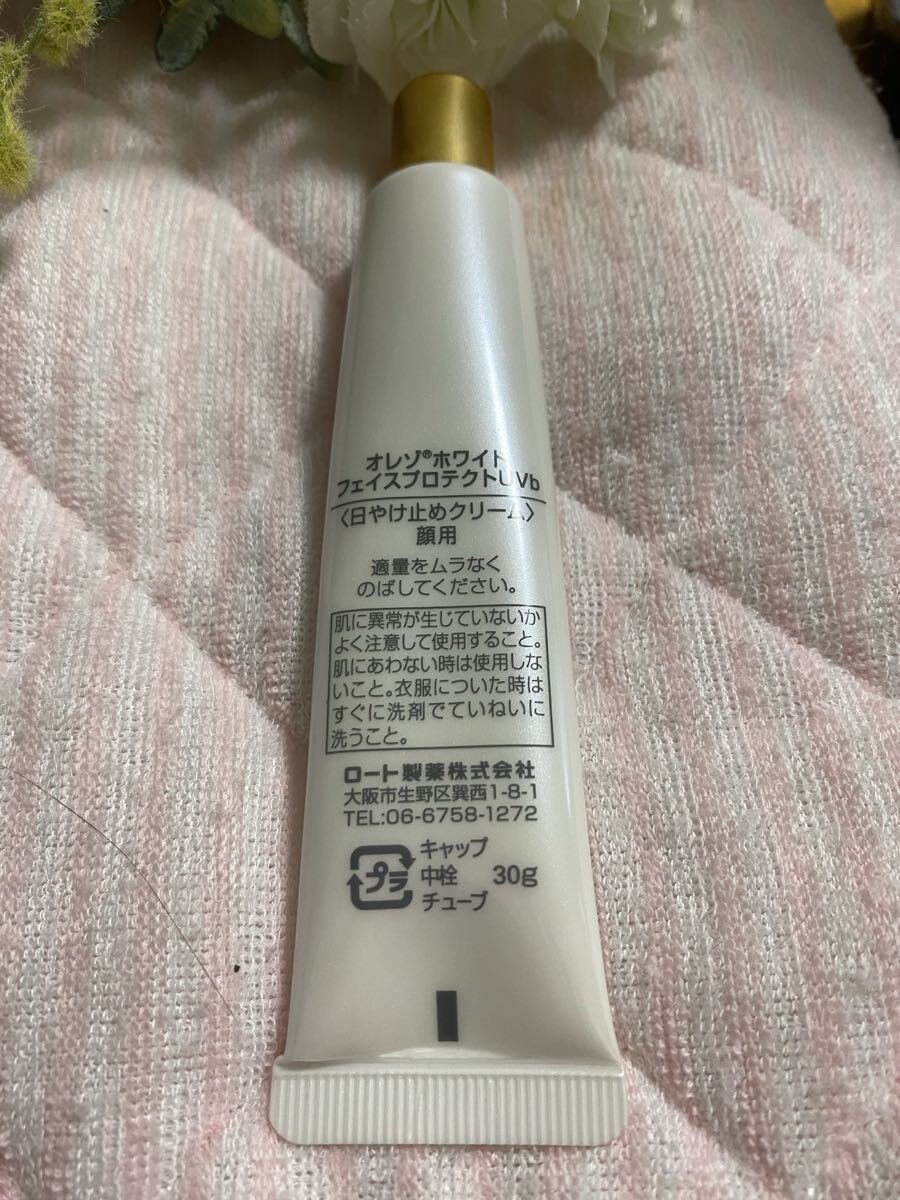 オレゾ®ホワイト
フェイスプロテクトUVb
〈日やけ止めクリーム〉
顔用
適量をムラなく
のばしてください。
肌に異常が生じていないか
よく注意して使用すること。
肌にあわない時は使用しな
いこと。衣服についた時は
すぐに洗剤でていねいに
洗うこと。
ロート製薬株式会社
大阪市生野区巽西1-8-1
TEL:06-6758-1272
プラ
キャップ
中栓 30g
チューブ